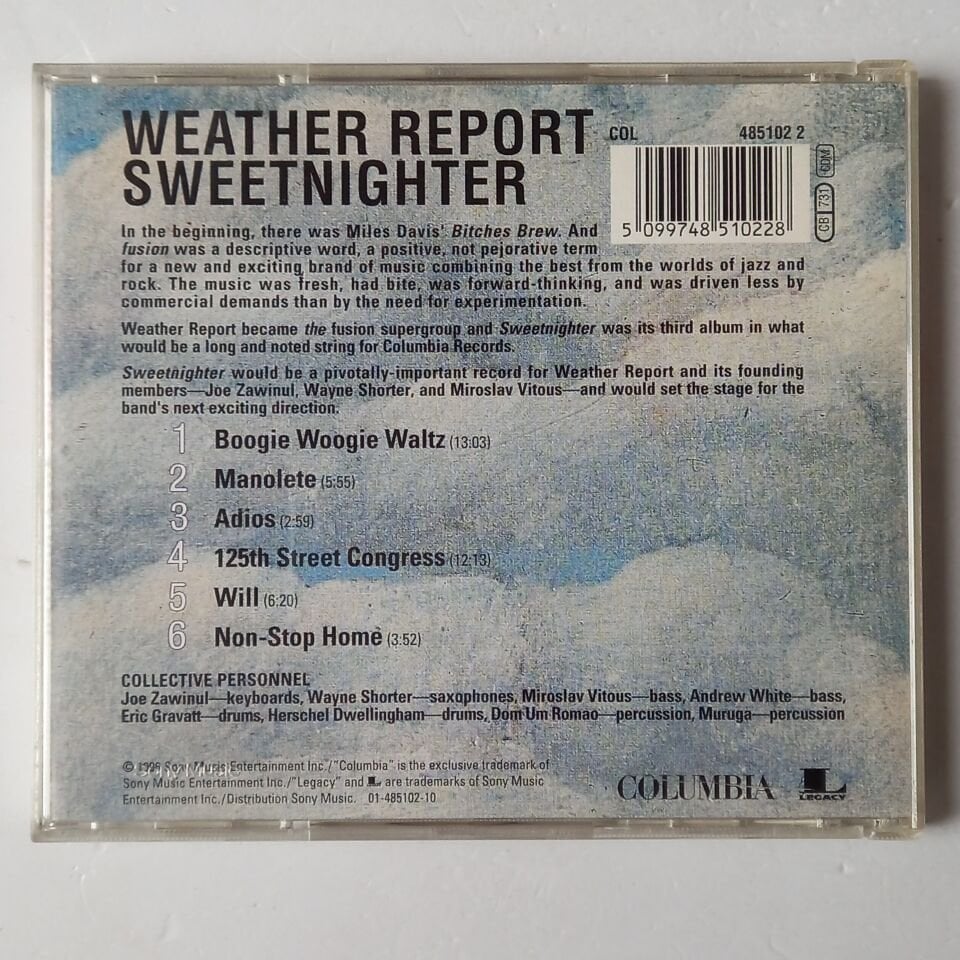 WEATHER REPORT
SWEETNIGHTER
COL 485102 2
5 099748 510228
CDM
GB 731
In the beginning, there was Miles Davis' Bitches Brew. And
fusion was a descriptive word, a positive, not pejorative term
for a new and exciting brand of music combining the best from the worlds of jazz and
rock. The music was fresh, had bite, was forward-thinking, and was driven less by
commercial demands than by the need for experimentation.
Weather Report became the fusion supergroup and Sweetnighter was its third album in what
would be a long and noted string for Columbia Records.
Sweetnighter would be a pivotally-important record for Weather Report and its founding
members—Joe Zawinul, Wayne Shorter, and Miroslav Vitous—and would set the stage for the
band's next exciting direction.
1 Boogie Woogie Waltz (13:03)
2 Manolete (5:55)
3 Adios (2:59)
4 125th Street Congress (12:13)
5 Will (6:20)
6 Non-Stop Home (3:52)
COLLECTIVE PERSONNEL
Joe Zawinul—keyboards, Wayne Shorter—saxophones, Miroslav Vitous—bass, Andrew White—bass,
Eric Gravatt—drums, Herschel Dwellingham—drums, Dom Um Romao—percussion, Muruga—percussion
© 1996 Sony Music Entertainment Inc./"Columbia" is the exclusive trademark of
Sony Music Entertainment Inc./"Legacy" and L are trademarks of Sony Music
Entertainment Inc./Distribution Sony Music. 01-485102-10
COLUMBIA
L
LEGACY